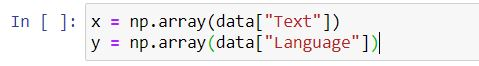 In [ ]: x = np.array(data["Text"])
y = np.array(data["Language"])